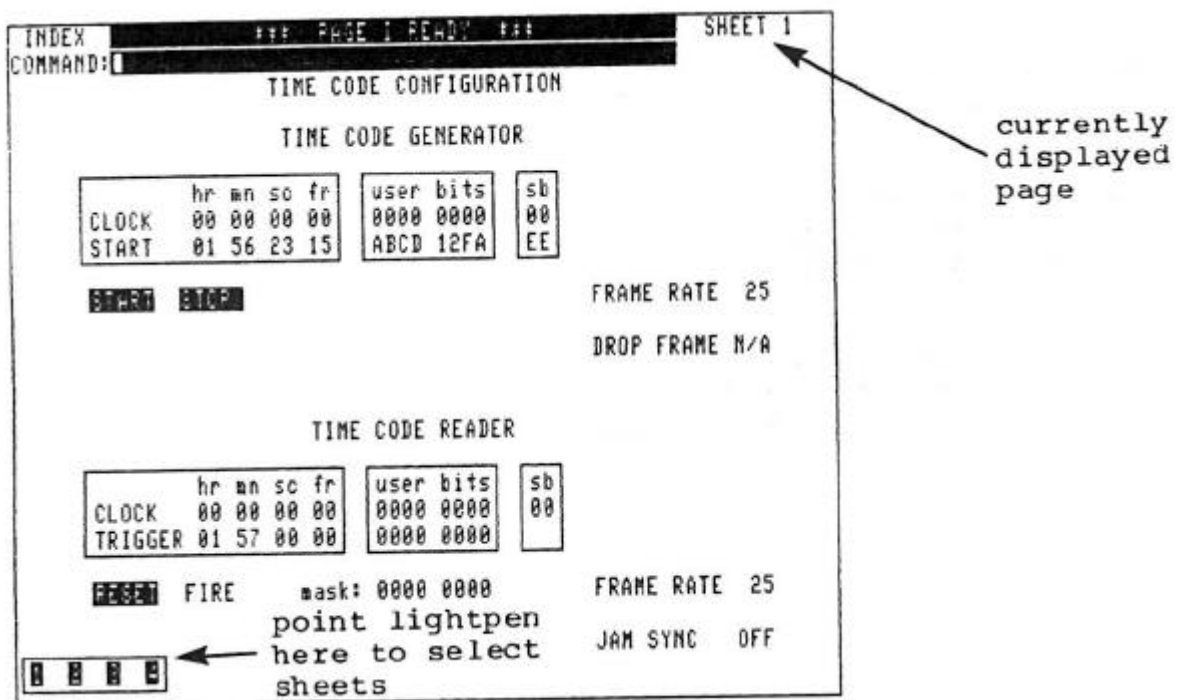 INDEX *** PAGE 1 READY *** SHEET 1
COMMAND:
TIME CODE CONFIGURATION
TIME CODE GENERATOR
hr mn sc fr user bits sb
CLOCK 00 00 00 00 0000 0000 00
START 01 56 23 15 ABCD 12FA EE
START STOP FRAME RATE 25
DROP FRAME N/A
TIME CODE READER
hr mn sc fr user bits sb
CLOCK 00 00 00 00 0000 0000 00
TRIGGER 01 57 00 00 0000 0000
RESET FIRE mask: 0000 0000 FRAME RATE 25
JAM SYNC OFF
1 2 3 4
currently
displayed
page
point lightpen
here to select
sheets